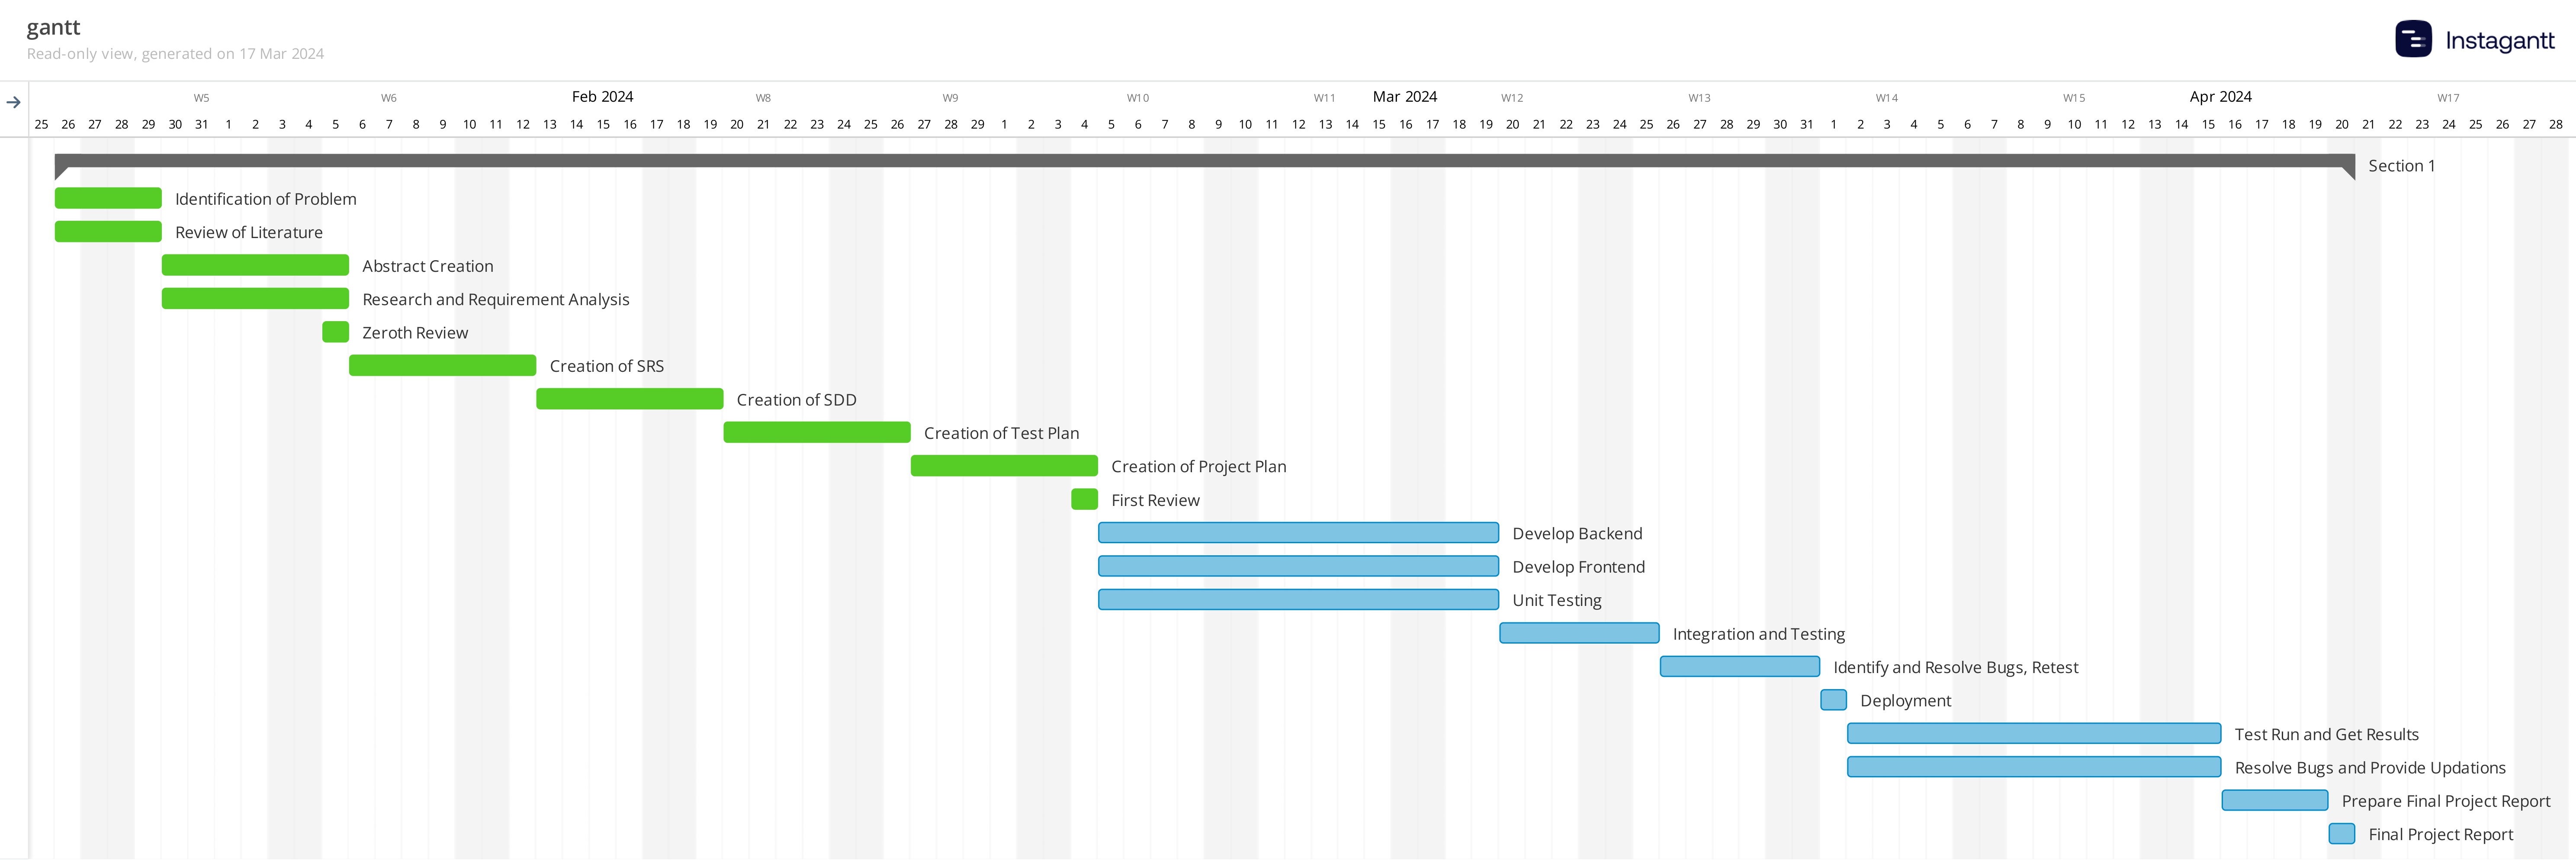 gantt
Read-only view, generated on 17 Mar 2024
Instagantt
W5 W6 Feb 2024 W8 W9 W10 W11 Mar 2024 W12 W13 W14 W15 Apr 2024 W17
25 26 27 28 29 30 31 1 2 3 4 5 6 7 8 9 10 11 12 13 14 15 16 17 18 19 20 21 22 23 24 25 26 27 28 29 1 2 3 4 5 6 7 8 9 10 11 12 13 14 15 16 17 18 19 20 21 22 23 24 25 26 27 28 29 30 31 1 2 3 4 5 6 7 8 9 10 11 12 13 14 15 16 17 18 19 20 21 22 23 24 25 26 27 28
Section 1
Identification of Problem
Review of Literature
Abstract Creation
Research and Requirement Analysis
Zeroth Review
Creation of SRS
Creation of SDD
Creation of Test Plan
Creation of Project Plan
First Review
Develop Backend
Develop Frontend
Unit Testing
Integration and Testing
Identify and Resolve Bugs, Retest
Deployment
Test Run and Get Results
Resolve Bugs and Provide Updations
Prepare Final Project Report
Final Project Report